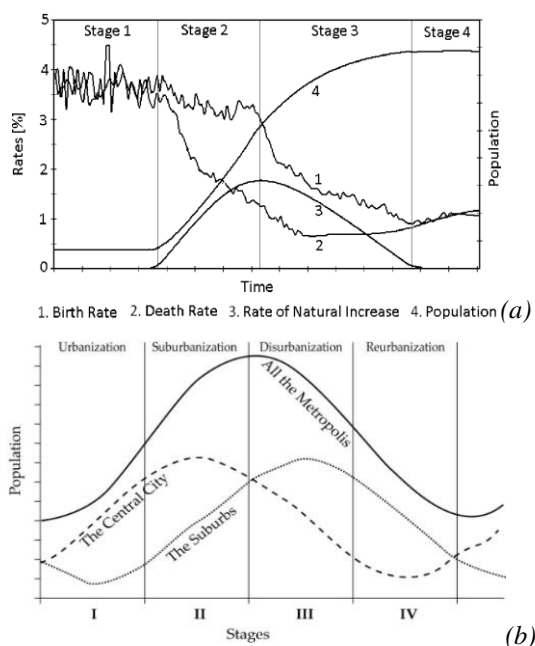 Stage 1 Stage 2 Stage 3 Stage 4
5
4
3
2
1
0
Rates [%]
Population
4
1
3
2
Time
1. Birth Rate 2. Death Rate 3. Rate of Natural Increase 4. Population (a)
Urbanization Suburbanization Disurbanization Reurbanization
Population
All the Metropolis
The Central City
The Suburbs
I II III IV
Stages (b)